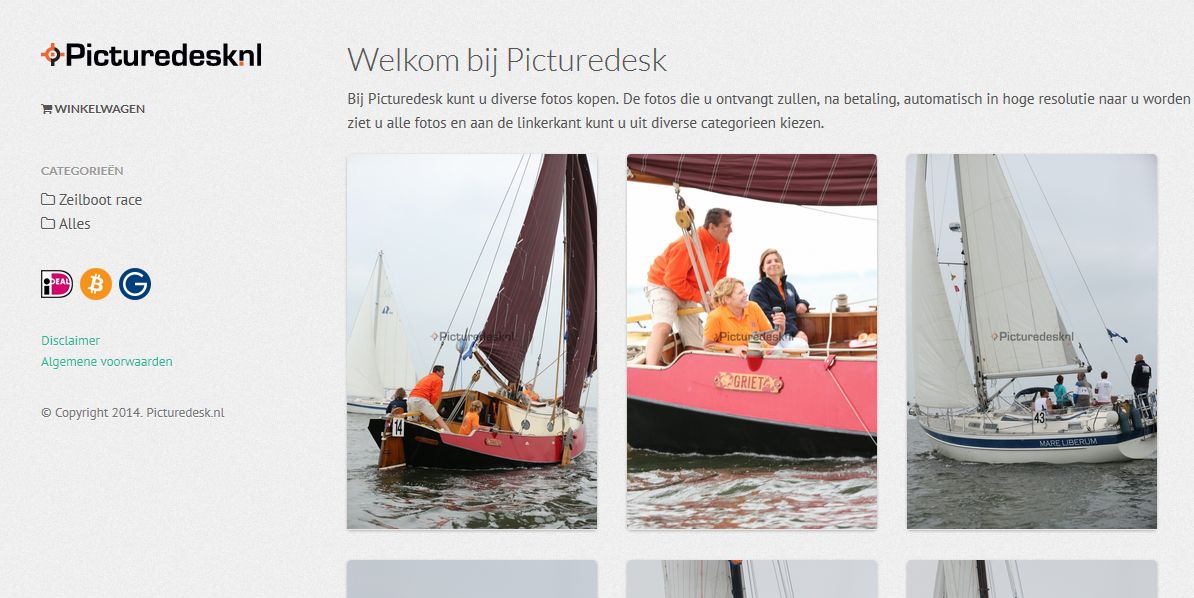 Picturedesk.nl
WINKELWAGEN
CATEGORIEËN
Zeilboot race
Alles
iDEAL
Disclaimer
Algemene voorwaarden
© Copyright 2014. Picturedesk.nl
Welkom bij Picturedesk
Bij Picturedesk kunt u diverse fotos kopen. De fotos die u ontvangt zullen, na betaling, automatisch in hoge resolutie naar u worden
ziet u alle fotos en aan de linkerkant kunt u uit diverse categorieen kiezen.
Picturedesk.nl
14
Picturedesk.nl
GRIET
Picturedesk.nl
43
MARE LIBERUM